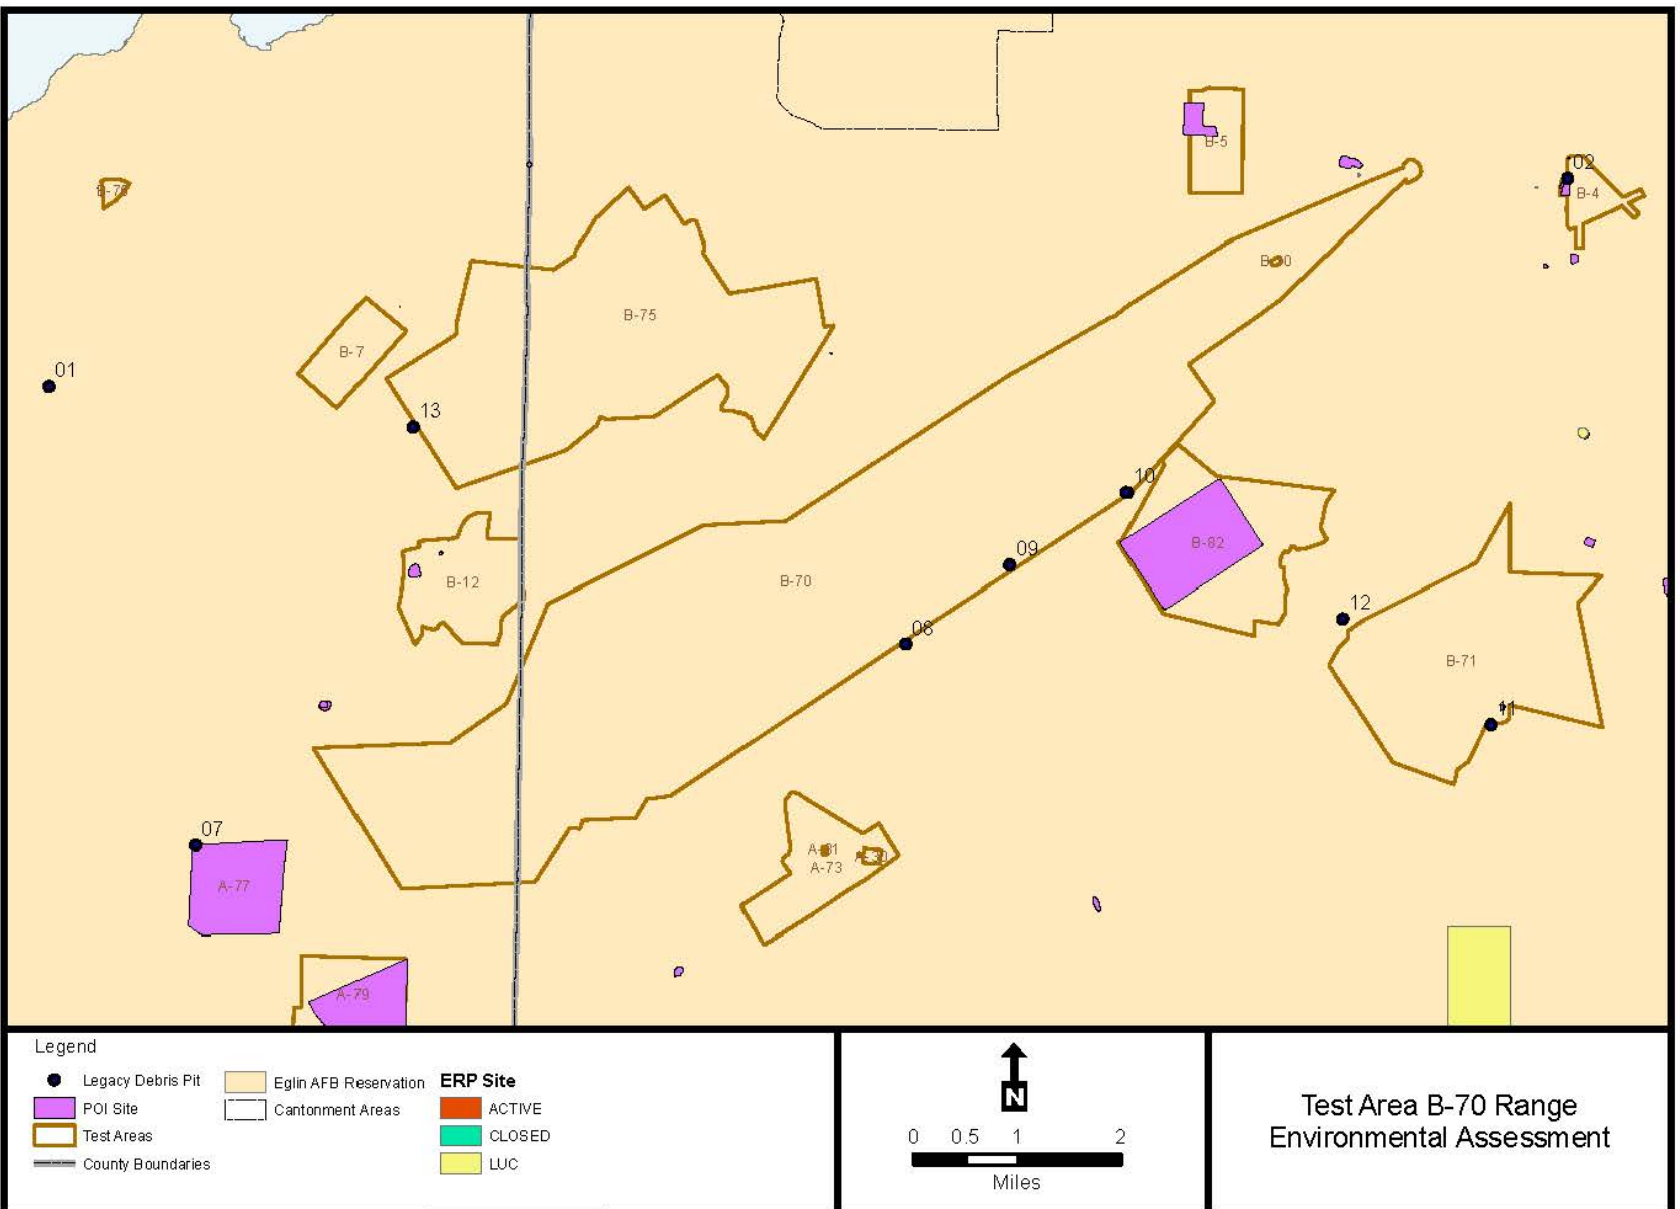 B-5
02
B-4
B-76
B-75
B-7
01
13
10
B-82
09
B-12
B-70
12
08
B-71
11
07
A-77
A-73
A-79
Legend
Legacy Debris Pit
POI Site
Test Areas
County Boundaries
Eglin AFB Reservation
Cantonment Areas
ERP Site
ACTIVE
CLOSED
LUC
N
0 0.5 1 2
Miles
Test Area B-70 Range
Environmental Assessment